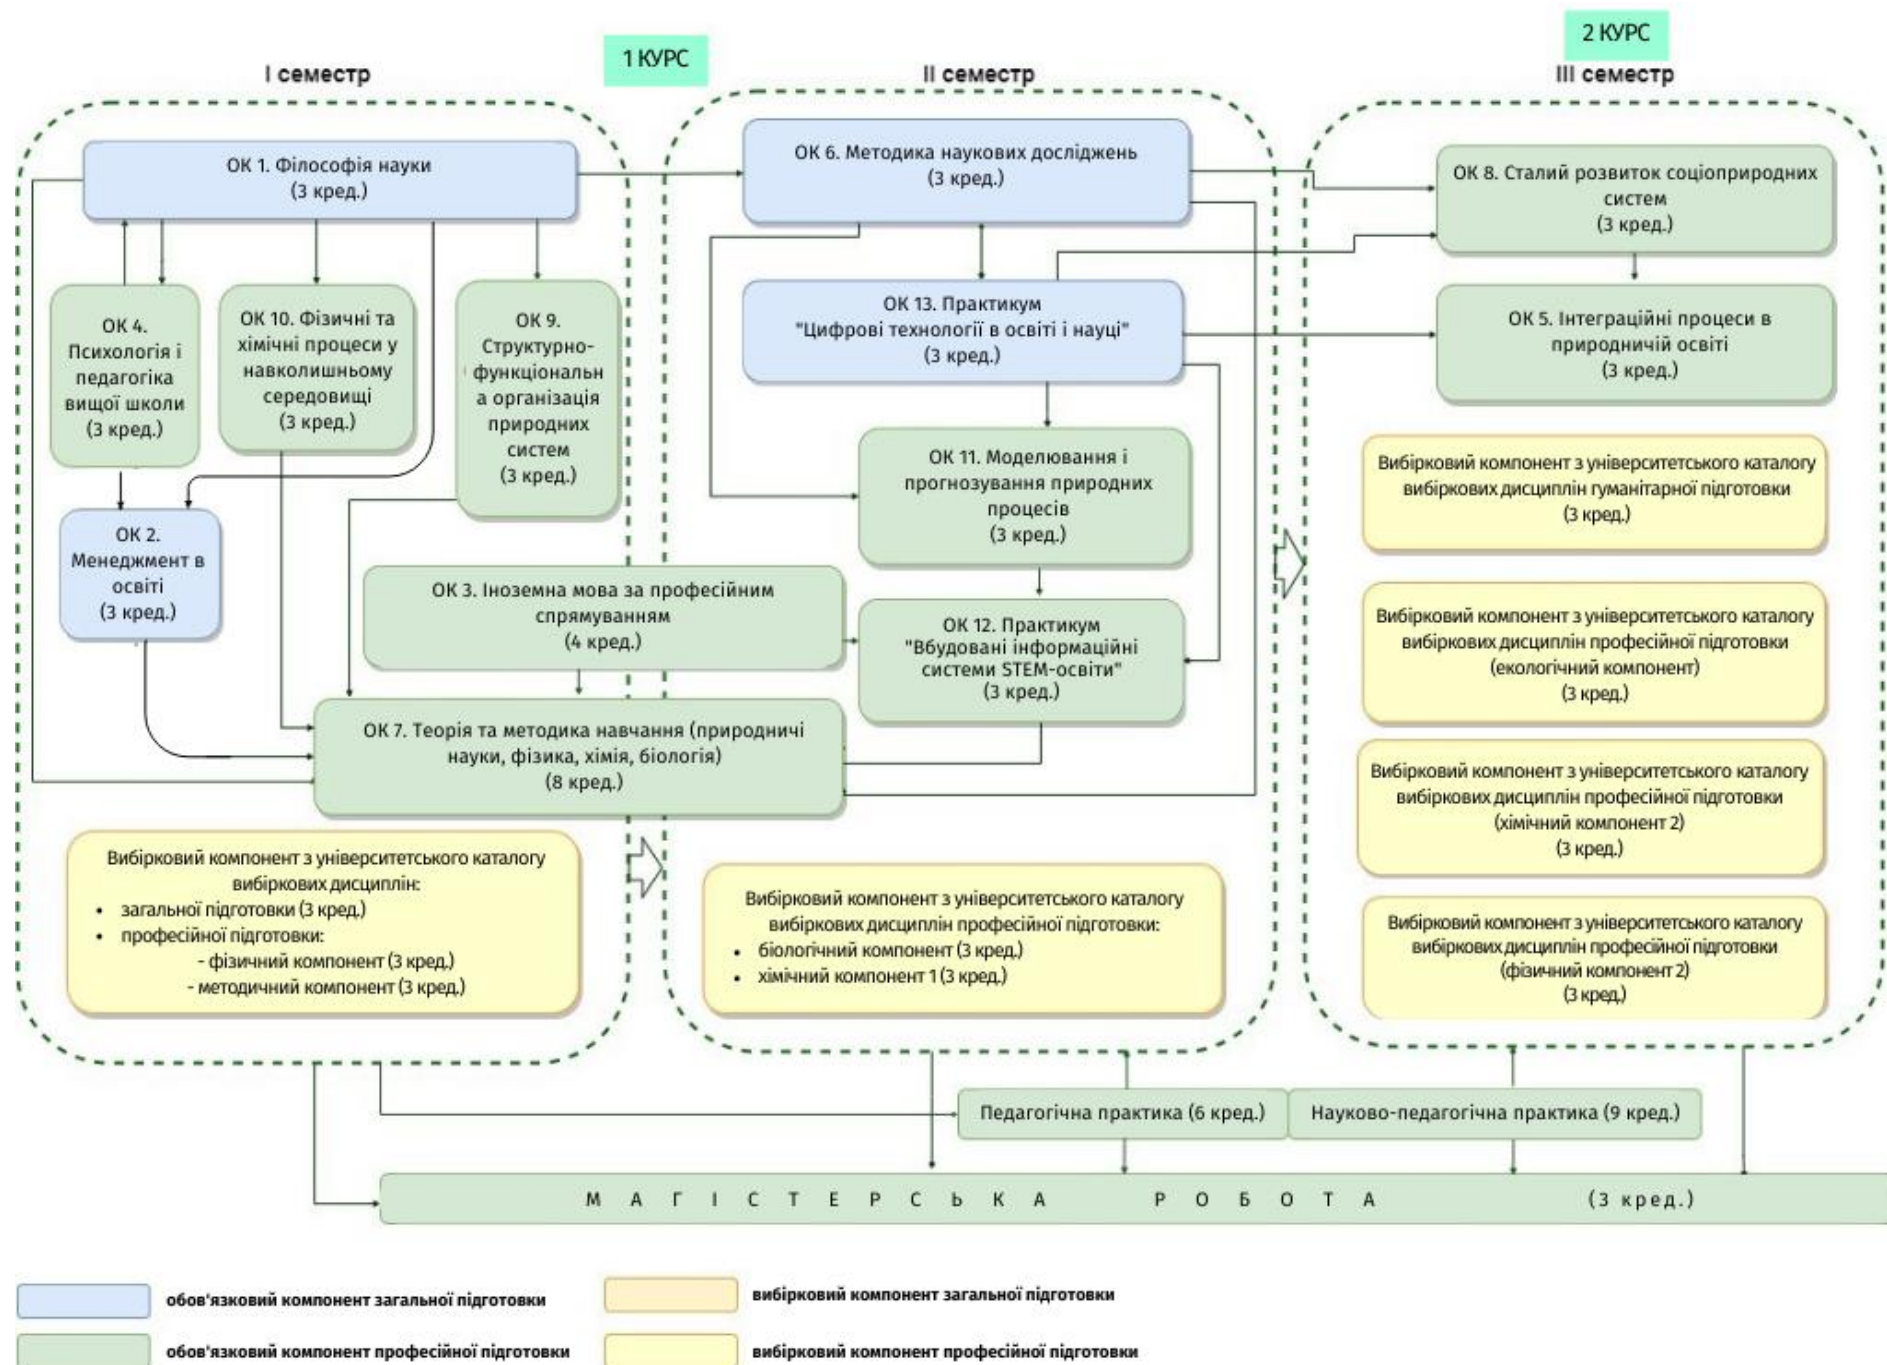 1 КУРС
2 КУРС
I семестр
II семестр
III семестр
ОК 1. Філософія науки
(3 кред.)
ОК 4.
Психологія і
педагогіка
вищої школи
(3 кред.)
ОК 10. Фізичні та
хімічні процеси у
навколишньому
середовищі
(3 кред.)
ОК 9.
Структурно-
функціональн
а організація
природних
систем
(3 кред.)
ОК 2.
Менеджмент в
освіті
(3 кред.)
ОК 3. Іноземна мова за професійним
спрямуванням
(4 кред.)
ОК 7. Теорія та методика навчання (природничі
науки, фізика, хімія, біологія)
(8 кред.)
Вибірковий компонент з університетського каталогу
вибіркових дисциплін:
• загальної підготовки (3 кред.)
• професійної підготовки:
- фізичний компонент (3 кред.)
- методичний компонент (3 кред.)
ОК 6. Методика наукових досліджень
(3 кред.)
ОК 13. Практикум
"Цифрові технології в освіті і науці"
(3 кред.)
ОК 11. Моделювання і
прогнозування природних
процесів
(3 кред.)
ОК 12. Практикум
"Вбудовані інформаційні
системи STEM-освіти"
(3 кред.)
Вибірковий компонент з університетського каталогу
вибіркових дисциплін професійної підготовки:
• біологічний компонент (3 кред.)
• хімічний компонент 1 (3 кред.)
ОК 8. Сталий розвиток соціоприродних
систем
(3 кред.)
ОК 5. Інтеграційні процеси в
природничій освіті
(3 кред.)
Вибірковий компонент з університетського каталогу
вибіркових дисциплін гуманітарної підготовки
(3 кред.)
Вибірковий компонент з університетського каталогу
вибіркових дисциплін професійної підготовки
(екологічний компонент)
(3 кред.)
Вибірковий компонент з університетського каталогу
вибіркових дисциплін професійної підготовки
(хімічний компонент 2)
(3 кред.)
Вибірковий компонент з університетського каталогу
вибіркових дисциплін професійної підготовки
(фізичний компонент 2)
(3 кред.)
Педагогічна практика (6 кред.)
Науково-педагогічна практика (9 кред.)
МАГІСТЕРСЬКА РОБОТА (3 кред.)
обов'язковий компонент загальної підготовки
вибірковий компонент загальної підготовки
обов'язковий компонент професійної підготовки
вибірковий компонент професійної підготовки